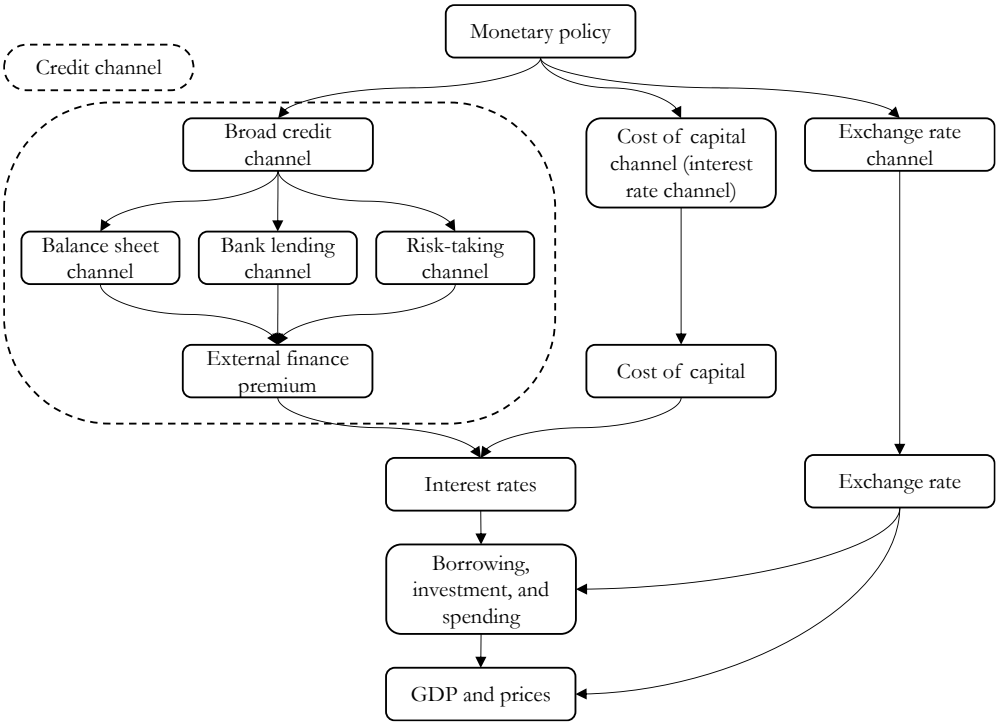 Monetary policy
Credit channel
Broad credit
channel
Cost of capital
channel (interest
rate channel)
Exchange rate
channel
Balance sheet
channel
Bank lending
channel
Risk-taking
channel
External finance
premium
Cost of capital
Interest rates
Exchange rate
Borrowing,
investment, and
spending
GDP and prices